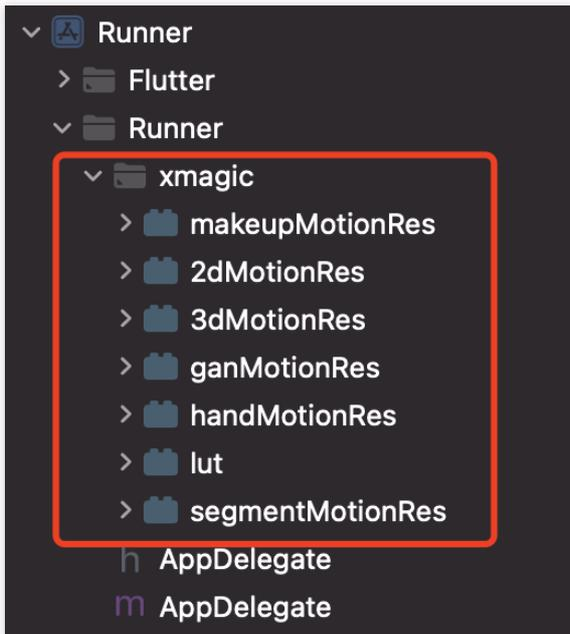 Runner
Flutter
Runner
xmagic
makeupMotionRes
2dMotionRes
3dMotionRes
ganMotionRes
handMotionRes
lut
segmentMotionRes
h AppDelegate
m AppDelegate